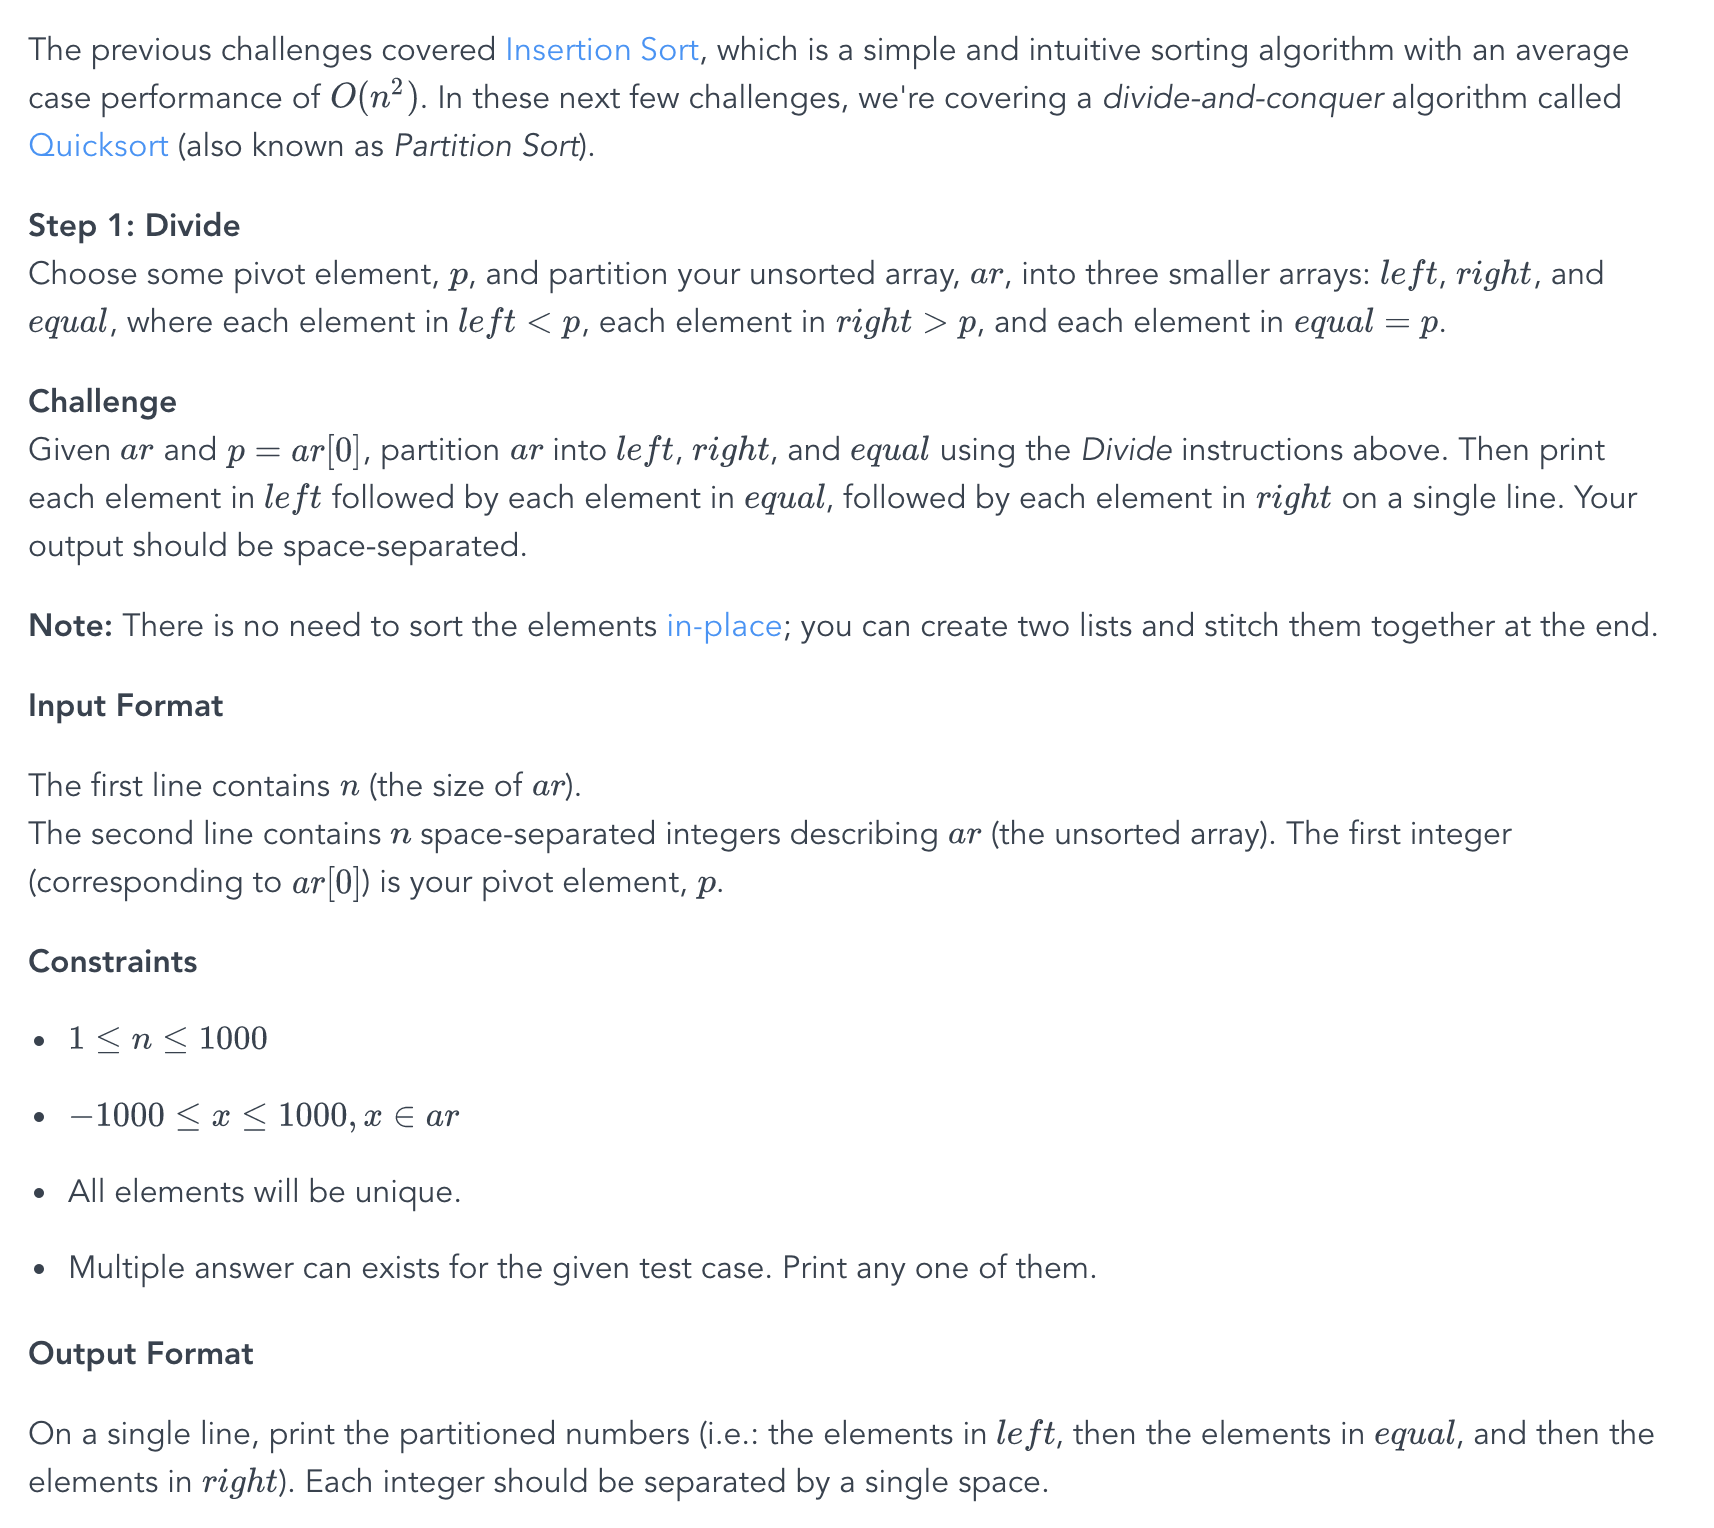 The previous challenges covered Insertion Sort, which is a simple and intuitive sorting algorithm with an average
case performance of O(n²). In these next few challenges, we're covering a divide-and-conquer algorithm called
Quicksort (also known as Partition Sort).
Step 1: Divide
Choose some pivot element, p, and partition your unsorted array, ar, into three smaller arrays: left, right, and
equal, where each element in left < p, each element in right > p, and each element in equal = p.
Challenge
Given ar and p = ar[0], partition ar into left, right, and equal using the Divide instructions above. Then print
each element in left followed by each element in equal, followed by each element in right on a single line. Your
output should be space-separated.
Note: There is no need to sort the elements in-place; you can create two lists and stitch them together at the end.
Input Format
The first line contains n (the size of ar).
The second line contains n space-separated integers describing ar (the unsorted array). The first integer
(corresponding to ar[0]) is your pivot element, p.
Constraints
• 1 ≤ n ≤ 1000
• −1000 ≤ x ≤ 1000, x ∈ ar
• All elements will be unique.
• Multiple answer can exists for the given test case. Print any one of them.
Output Format
On a single line, print the partitioned numbers (i.e.: the elements in left, then the elements in equal, and then the
elements in right). Each integer should be separated by a single space.